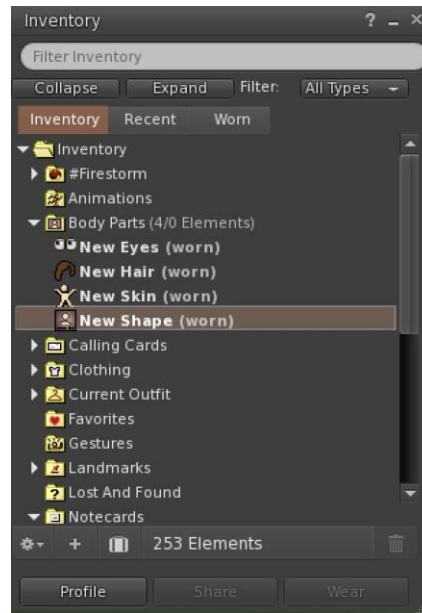 Inventory ? _ ×
Filter Inventory
Collapse Expand Filter: All Types
Inventory Recent Worn
Inventory
#Firestorm
Animations
Body Parts (4/0 Elements)
New Eyes (worn)
New Hair (worn)
New Skin (worn)
New Shape (worn)
Calling Cards
Clothing
Current Outfit
Favorites
Gestures
Landmarks
Lost And Found
Notecards
+ 253 Elements
Profile Share Wear